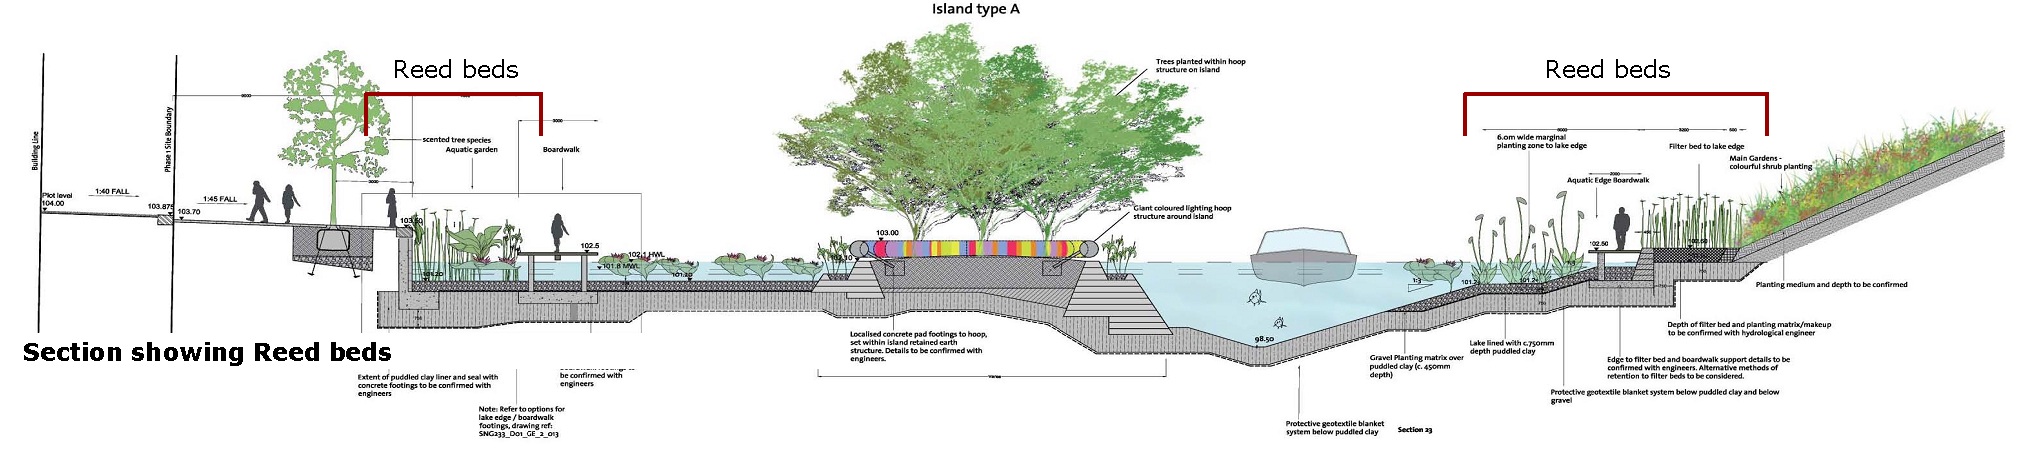 Island type A
Reed beds
Reed beds
Trees planted within hoop
structure on island
Building Line
Phase 1 Site Boundary
scented tree species
Aquatic garden
Boardwalk
3000
6.0m wide marginal
planting zone to lake edge
Filter bed to lake edge
Main Gardens -
colourful shrub planting
Aquatic Edge Boardwalk
Plot level
104.00
1:40 FALL
1:45 FALL
103.875
103.70
Giant coloured lighting hoop
structure around island
103.00
102.5
102.1 HWL
101.8 MWL
102.50
1:3
98.50
Planting medium and depth to be confirmed
Section showing Reed beds
Localised concrete pad footings to hoop,
set within island retained earth
structure. Details to be confirmed with
engineers.
Depth of filter bed and planting matrix/makeup
to be confirmed with hydrological engineer
Lake lined with c.750mm
depth puddled clay
Gravel Planting matrix over
puddled clay (c. 450mm
depth)
Edge to filter bed and boardwalk support details to be
confirmed with engineers. Alternative methods of
retention to filter beds to be considered.
Extent of puddled clay liner and seal with
concrete footings to be confirmed with
engineers
be confirmed with
engineers
Varies
Protective geotextile blanket system below puddled clay and below
gravel
Note: Refer to options for
lake edge / boardwalk
footings, drawing ref:
SNG233_D01_GE_2_013
Protective geotextile blanket
system below puddled clay
Section 23